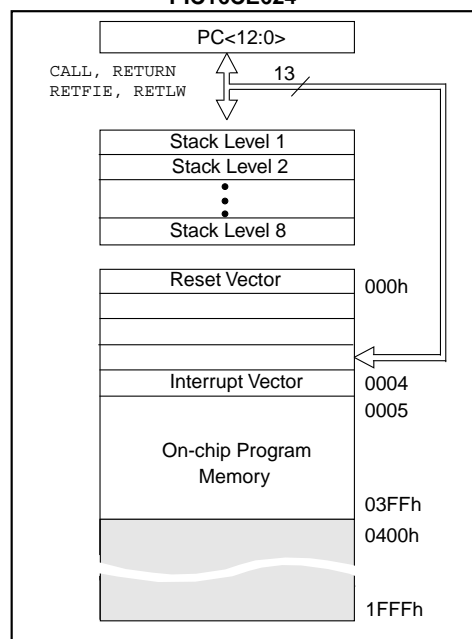 PIC16CE624
PC<12:0>
CALL, RETURN
RETFIE, RETLW
13
Stack Level 1
Stack Level 2
Stack Level 8
Reset Vector
000h
Interrupt Vector
0004
0005
On-chip Program
Memory
03FFh
0400h
1FFFh